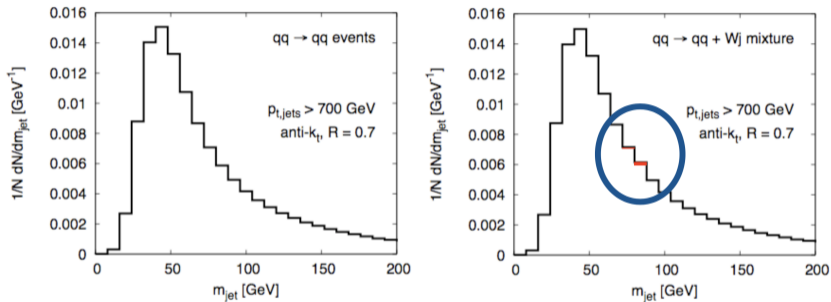 0.016
0.014
0.012
0.01
0.008
0.006
0.004
0.002
0
1/N dN/dm_jet [GeV⁻¹]
qq → qq events
p_t,jets > 700 GeV
anti-k_t, R = 0.7
0 50 100 150 200
m_jet [GeV]
0.016
0.014
0.012
0.01
0.008
0.006
0.004
0.002
0
1/N dN/dm_jet [GeV⁻¹]
qq → qq + Wj mixture
p_t,jets > 700 GeV
anti-k_t, R = 0.7
0 50 100 150 200
m_jet [GeV]